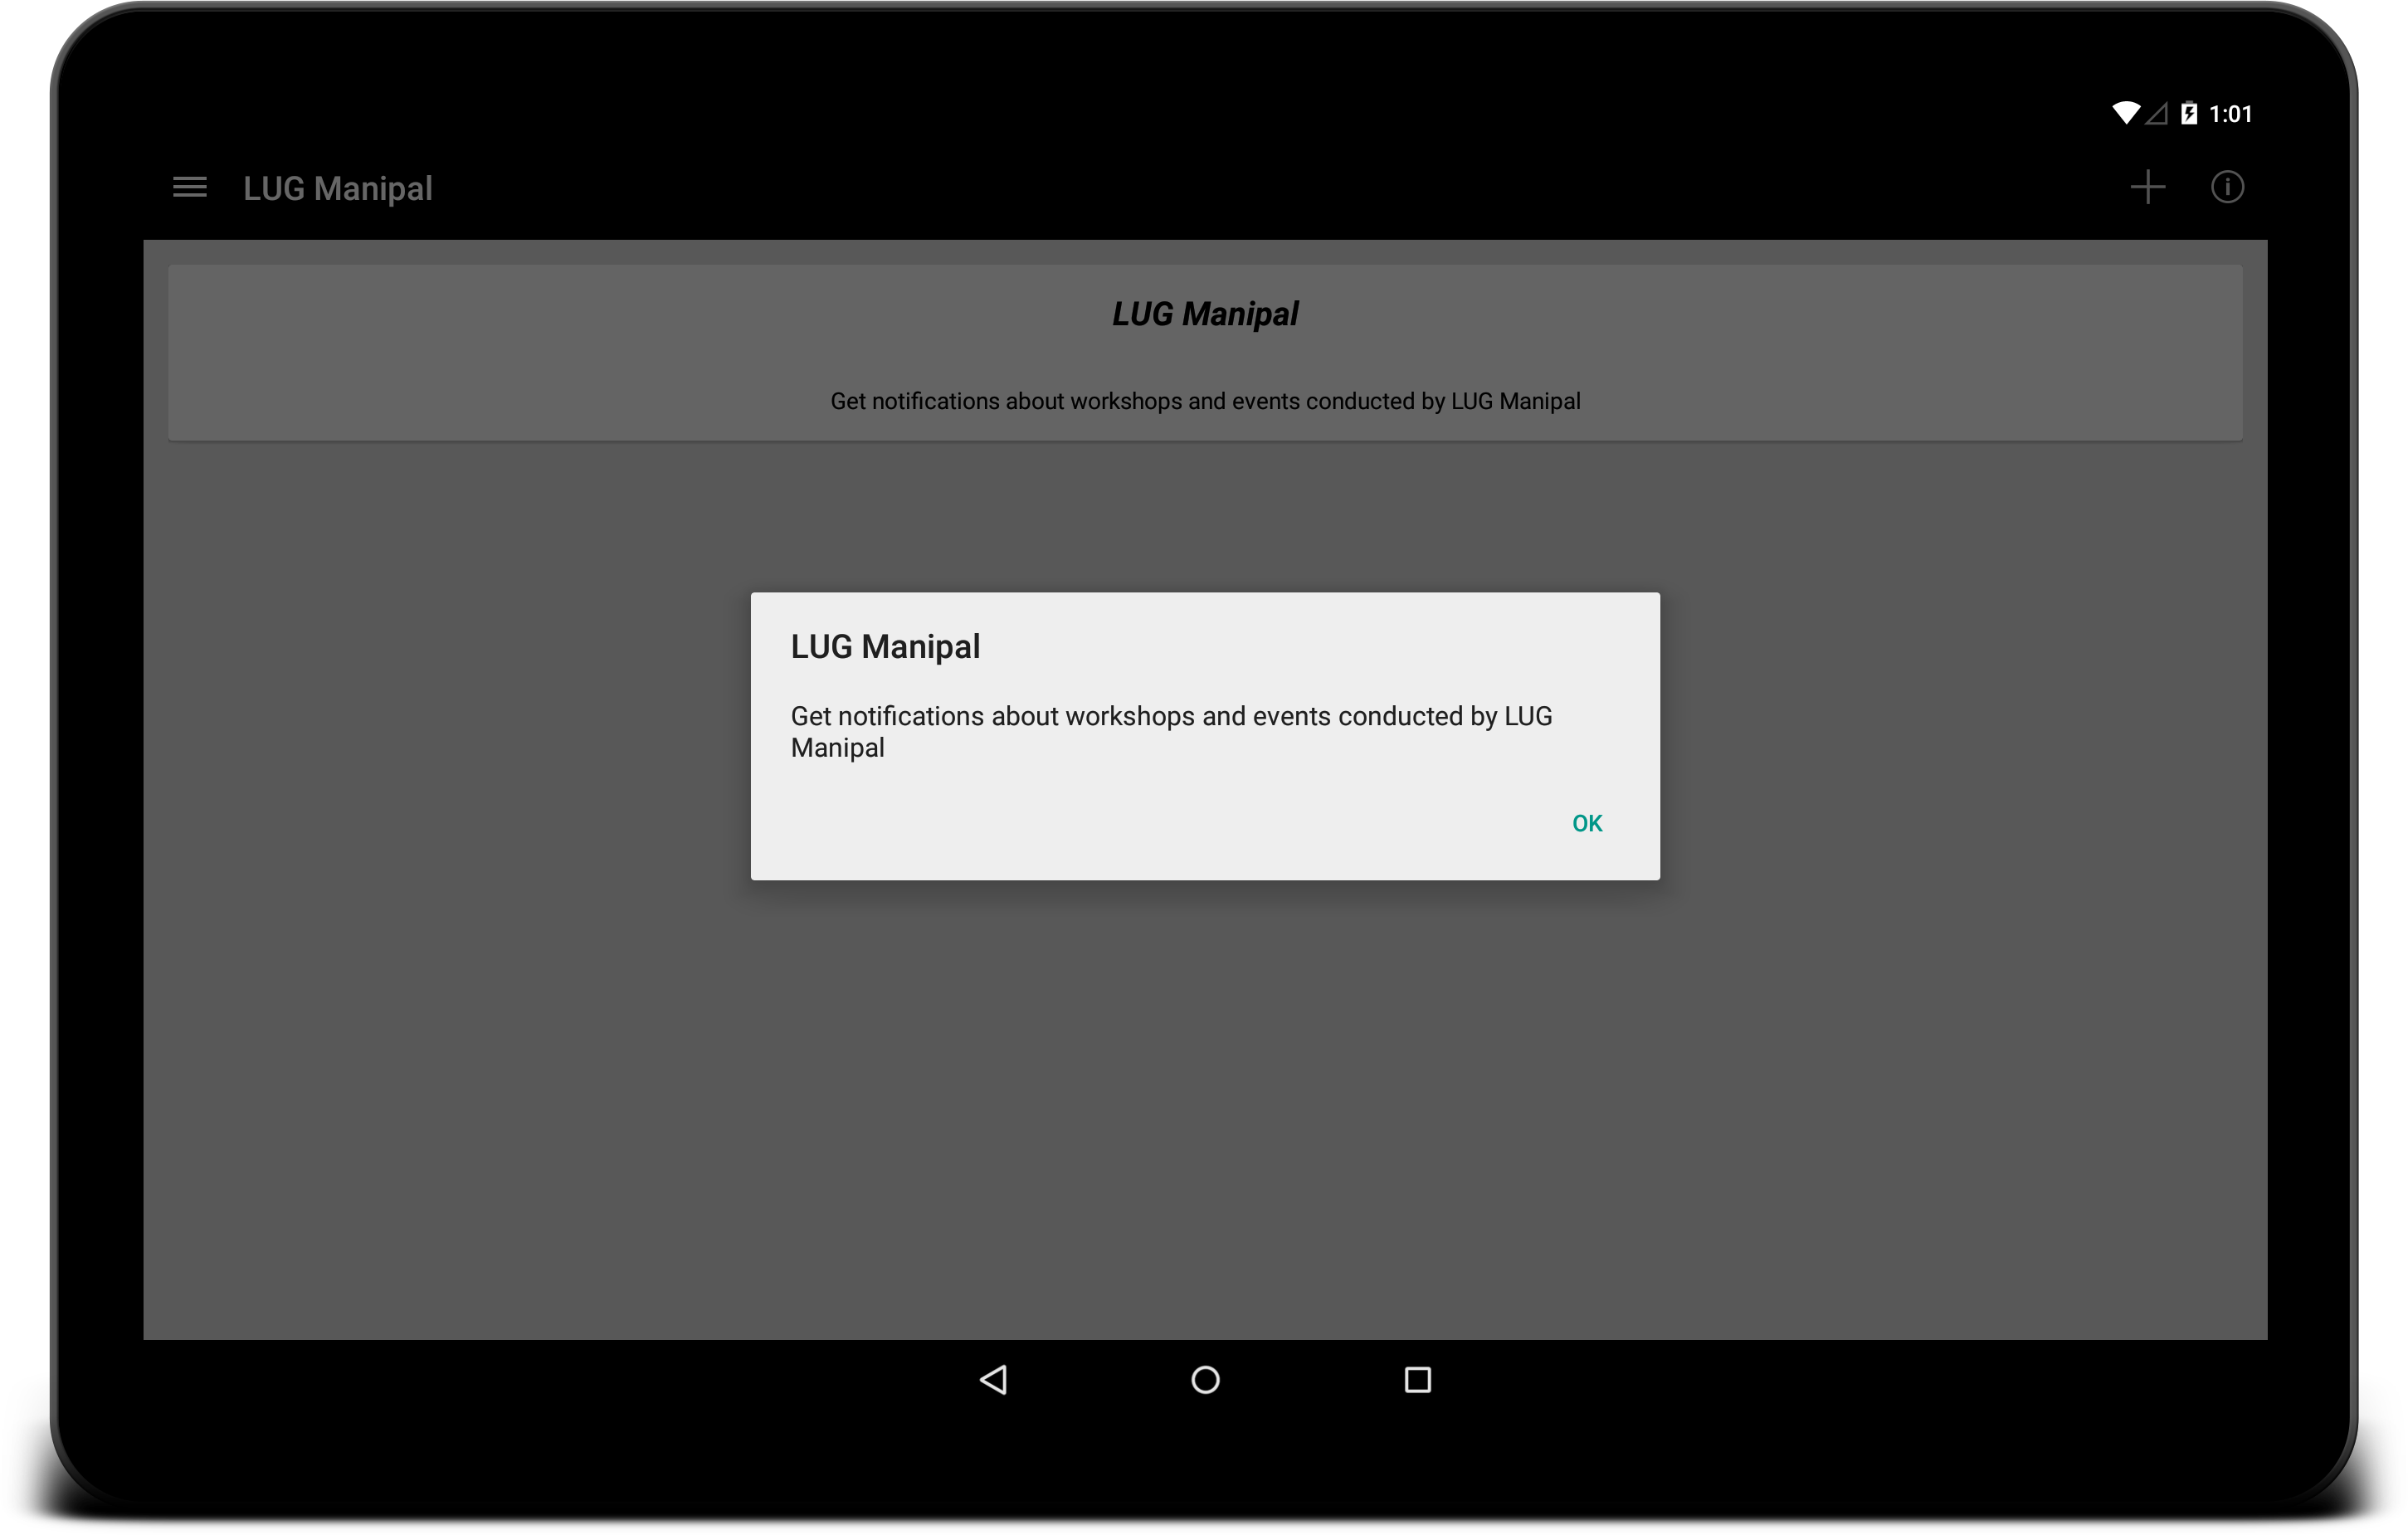 1:01
LUG Manipal
LUG Manipal
Get notifications about workshops and events conducted by LUG Manipal
LUG Manipal
Get notifications about workshops and events conducted by LUG
Manipal
OK